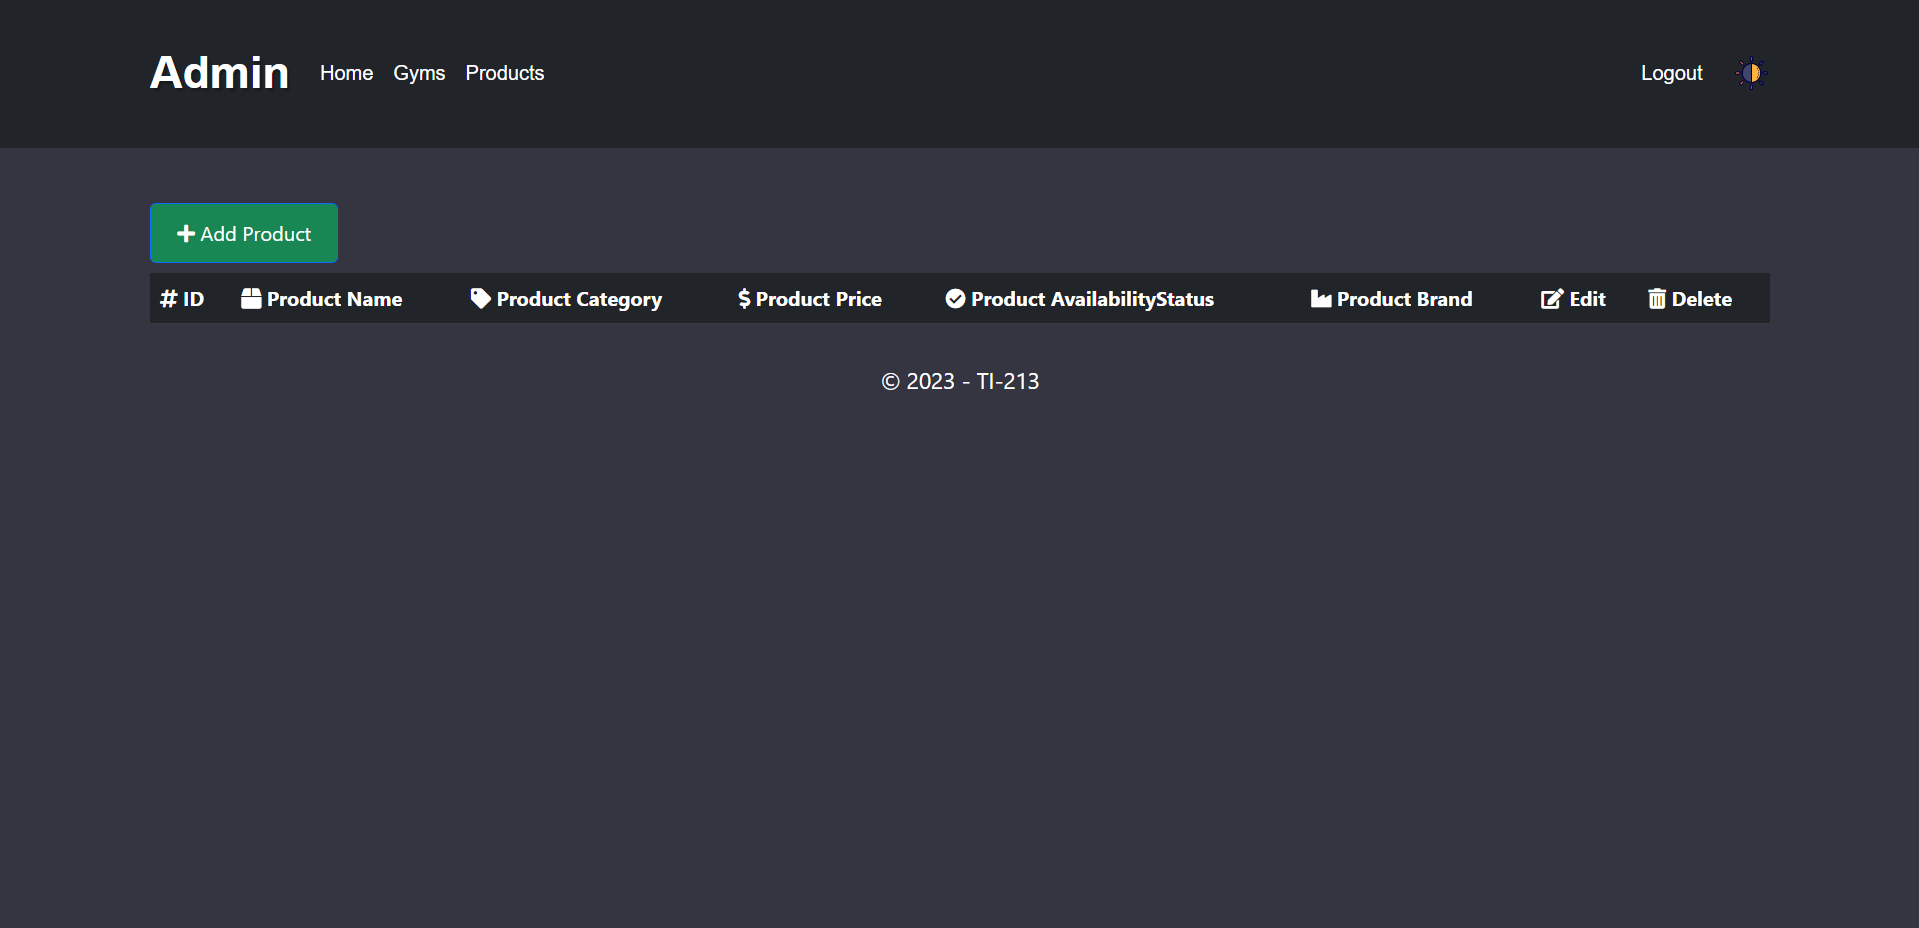 Admin Home Gyms Products Logout
Add Product
# ID Product Name Product Category $ Product Price Product AvailabilityStatus Product Brand Edit Delete
© 2023 - TI-213